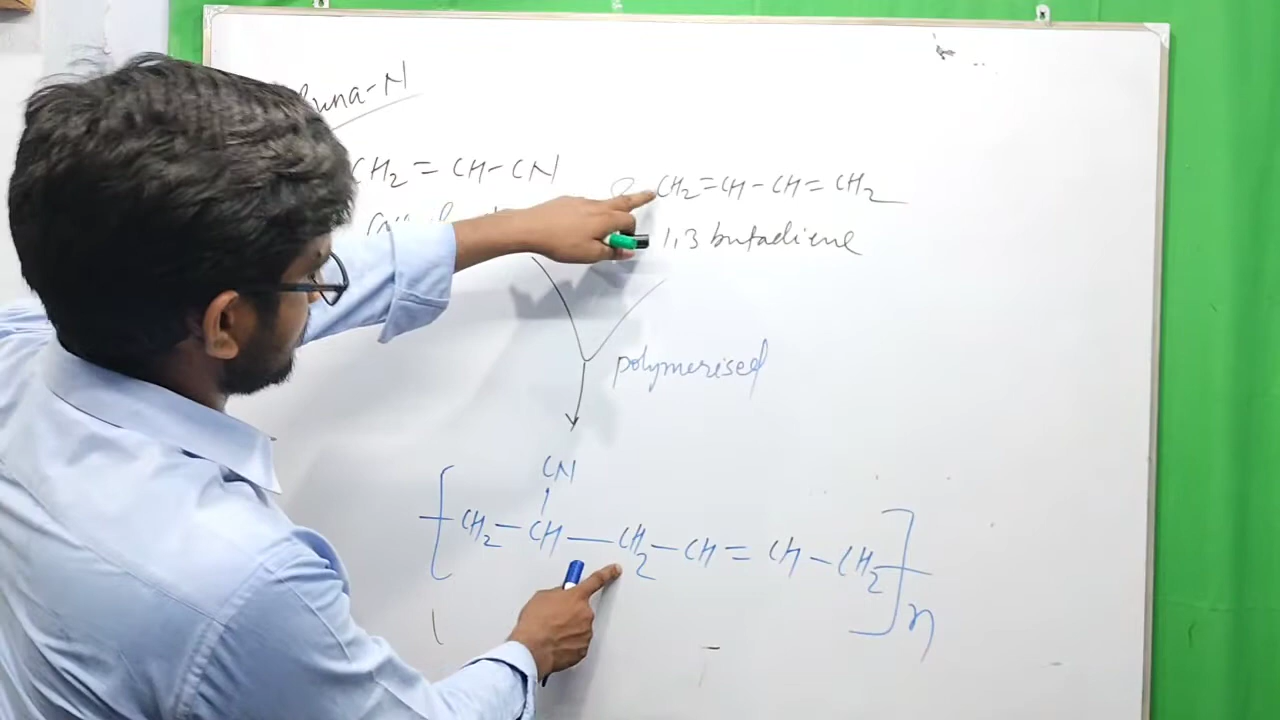 Buna-N
CH2 = CH-CN
CH2=CH-CH=CH2
1,3 butadiene
polymerised
CN
[CH2-CH-CH2-CH=CH-CH2]n